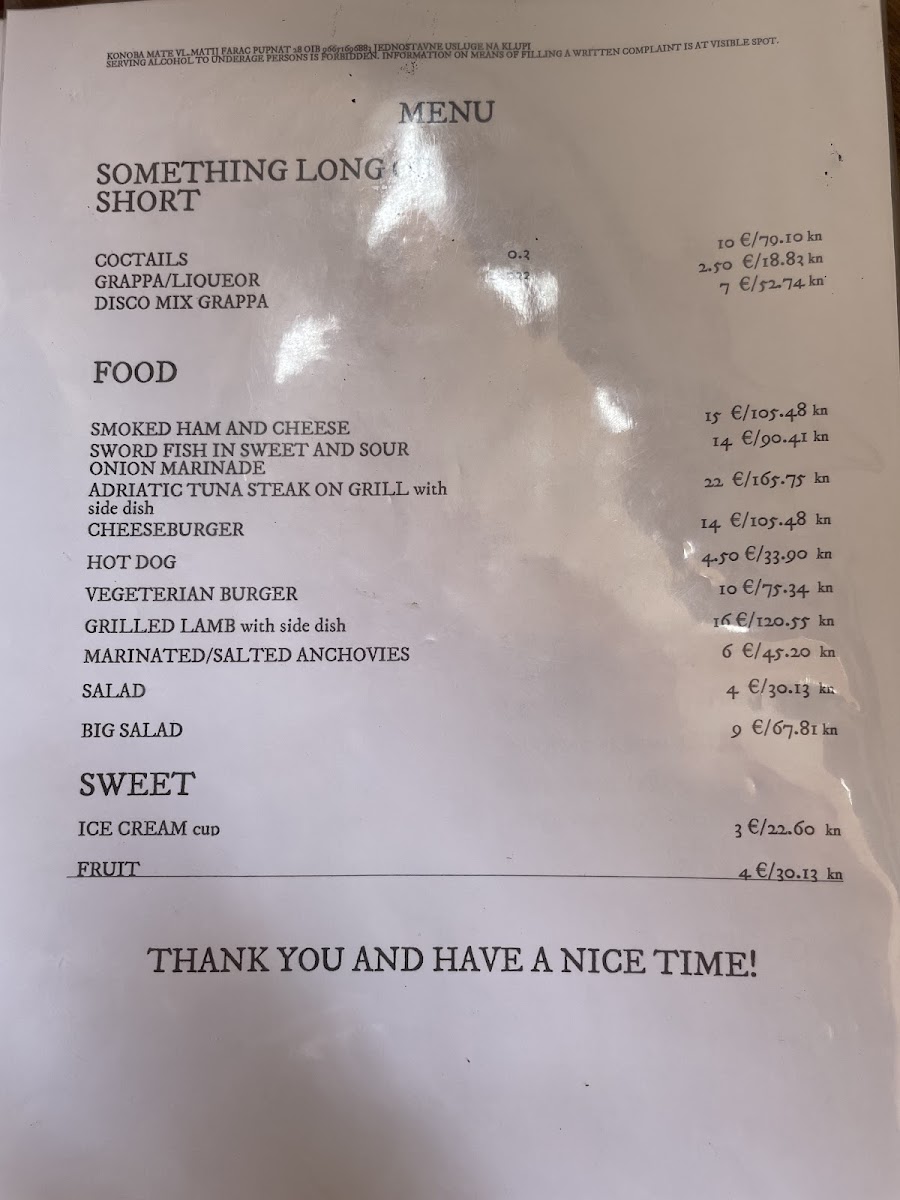 KONOBA MATE VL.MATIJ FARAC PUPNAT 28 OIB 96671696883 JEDNOSTAVNE USLUGE NA KLUPI
SERVING ALCOHOL TO UNDERAGE PERSONS IS FORBIDDEN. INFORMATION ON MEANS OF FILLING A WRITTEN COMPLAINT IS AT VISIBLE SPOT.
MENU
SOMETHING LONG
SHORT
COCTAILS 0.2 10 €/79.10 kn
GRAPPA/LIQUEOR 2.50 €/18.83 kn
DISCO MIX GRAPPA 7 €/52.74 kn
FOOD
SMOKED HAM AND CHEESE 15 €/105.48 kn
SWORD FISH IN SWEET AND SOUR 14 €/90.41 kn
ONION MARINADE
ADRIATIC TUNA STEAK ON GRILL with 22 €/165.75 kn
side dish
CHEESEBURGER 14 €/105.48 kn
HOT DOG 4.50 €/33.90 kn
VEGETERIAN BURGER 10 €/75.34 kn
GRILLED LAMB with side dish 16 €/120.55 kn
MARINATED/SALTED ANCHOVIES 6 €/45.20 kn
SALAD 4 €/30.13 kn
BIG SALAD 9 €/67.81 kn
SWEET
ICE CREAM cup 3 €/22.60 kn
FRUIT 4 €/30.13 kn
THANK YOU AND HAVE A NICE TIME!